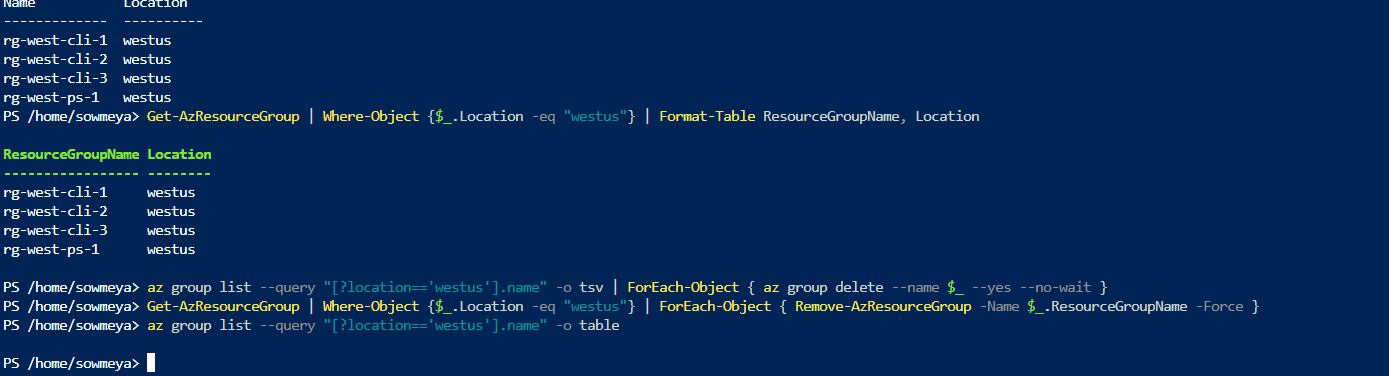 Name Location
------------- ----------
rg-west-cli-1 westus
rg-west-cli-2 westus
rg-west-cli-3 westus
rg-west-ps-1 westus
PS /home/sowmeya> Get-AzResourceGroup | Where-Object {$_.Location -eq "westus"} | Format-Table ResourceGroupName, Location
ResourceGroupName Location
----------------- --------
rg-west-cli-1 westus
rg-west-cli-2 westus
rg-west-cli-3 westus
rg-west-ps-1 westus
PS /home/sowmeya> az group list --query "[?location=='westus'].name" -o tsv | ForEach-Object { az group delete --name $_ --yes --no-wait }
PS /home/sowmeya> Get-AzResourceGroup | Where-Object {$_.Location -eq "westus"} | ForEach-Object { Remove-AzResourceGroup -Name $_.ResourceGroupName -Force }
PS /home/sowmeya> az group list --query "[?location=='westus'].name" -o table
PS /home/sowmeya>